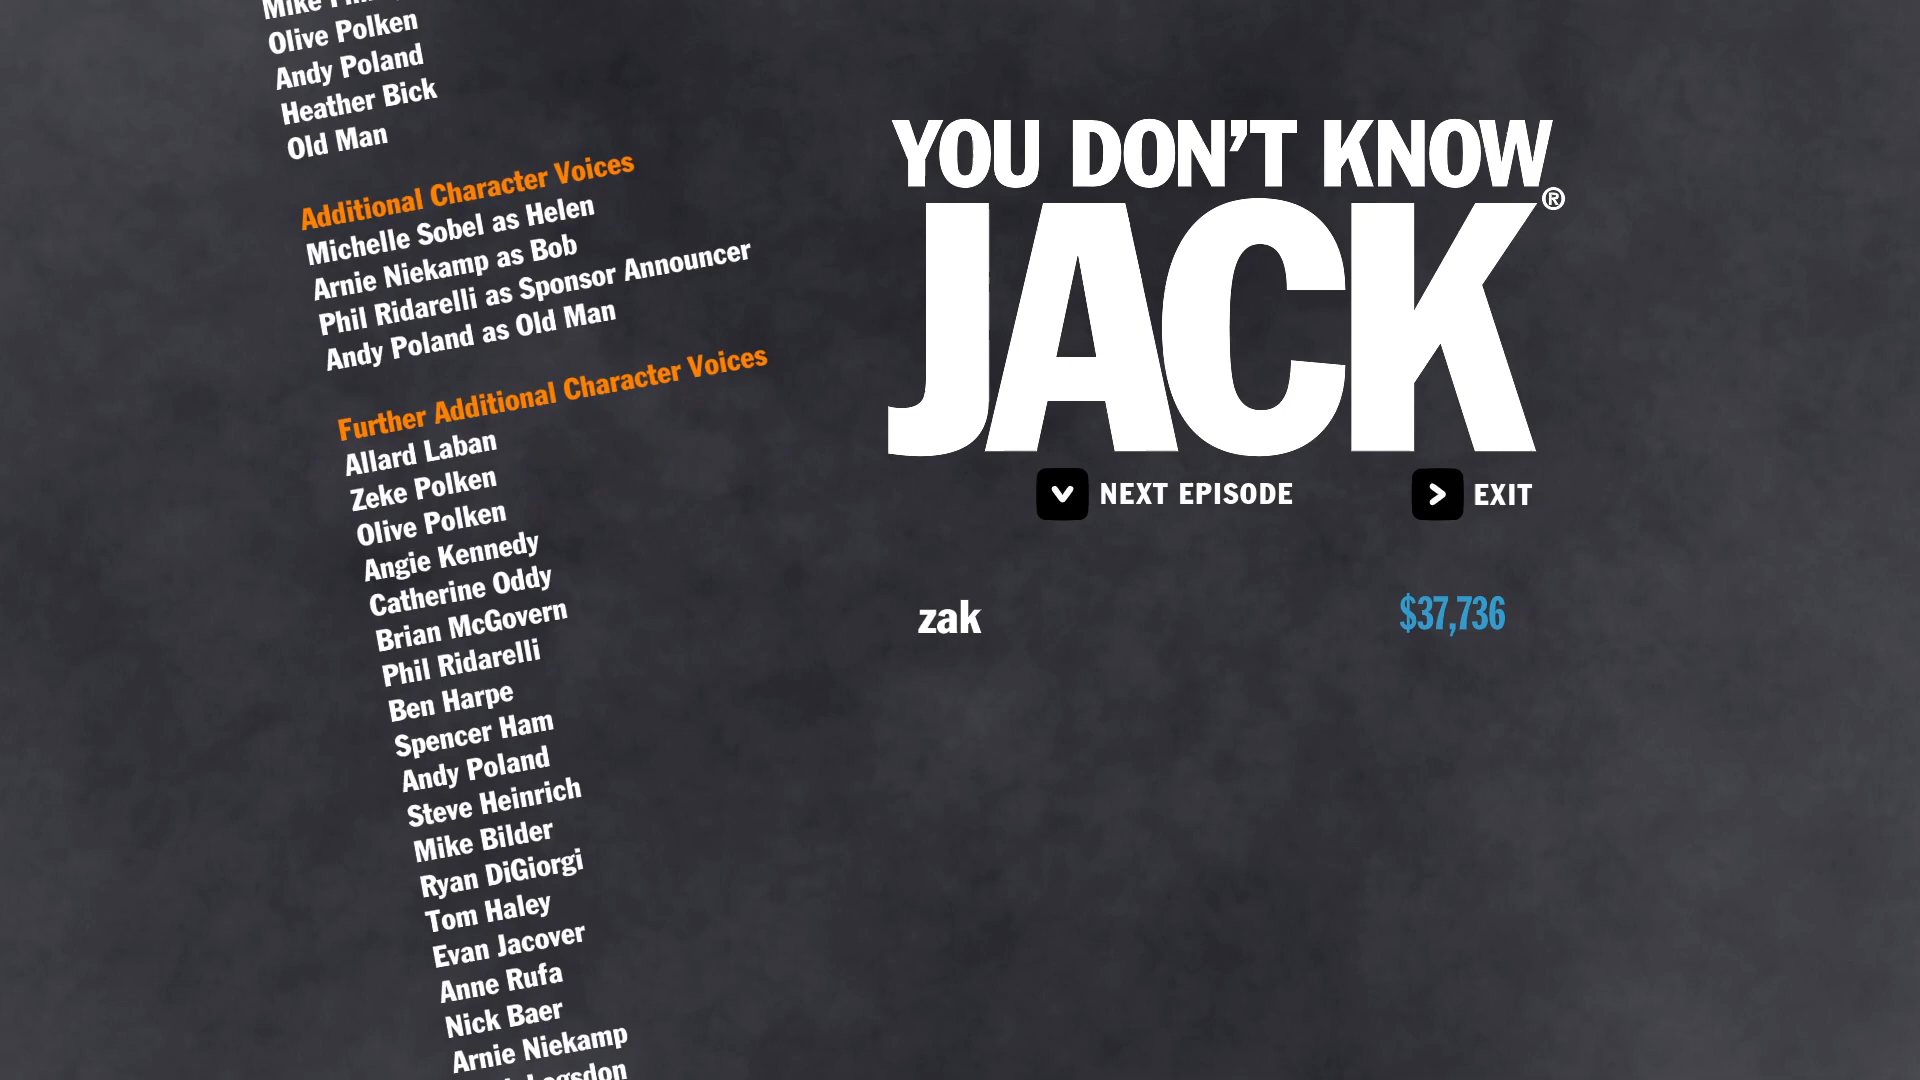 Mike
Olive Polken
Andy Poland
Heather Bick
Old Man
Additional Character Voices
Michelle Sobel as Helen
Arnie Niekamp as Bob
Phil Ridarelli as Sponsor Announcer
Andy Poland as Old Man
Further Additional Character Voices
Allard Laban
Zeke Polken
Olive Polken
Angie Kennedy
Catherine Oddy
Brian McGovern
Phil Ridarelli
Ben Harpe
Spencer Ham
Andy Poland
Steve Heinrich
Mike Bilder
Ryan DiGiorgi
Tom Haley
Evan Jacover
Anne Rufa
Nick Baer
Arnie Niekamp
YOU DON'T KNOW
JACK®
NEXT EPISODE
EXIT
zak
$37,736